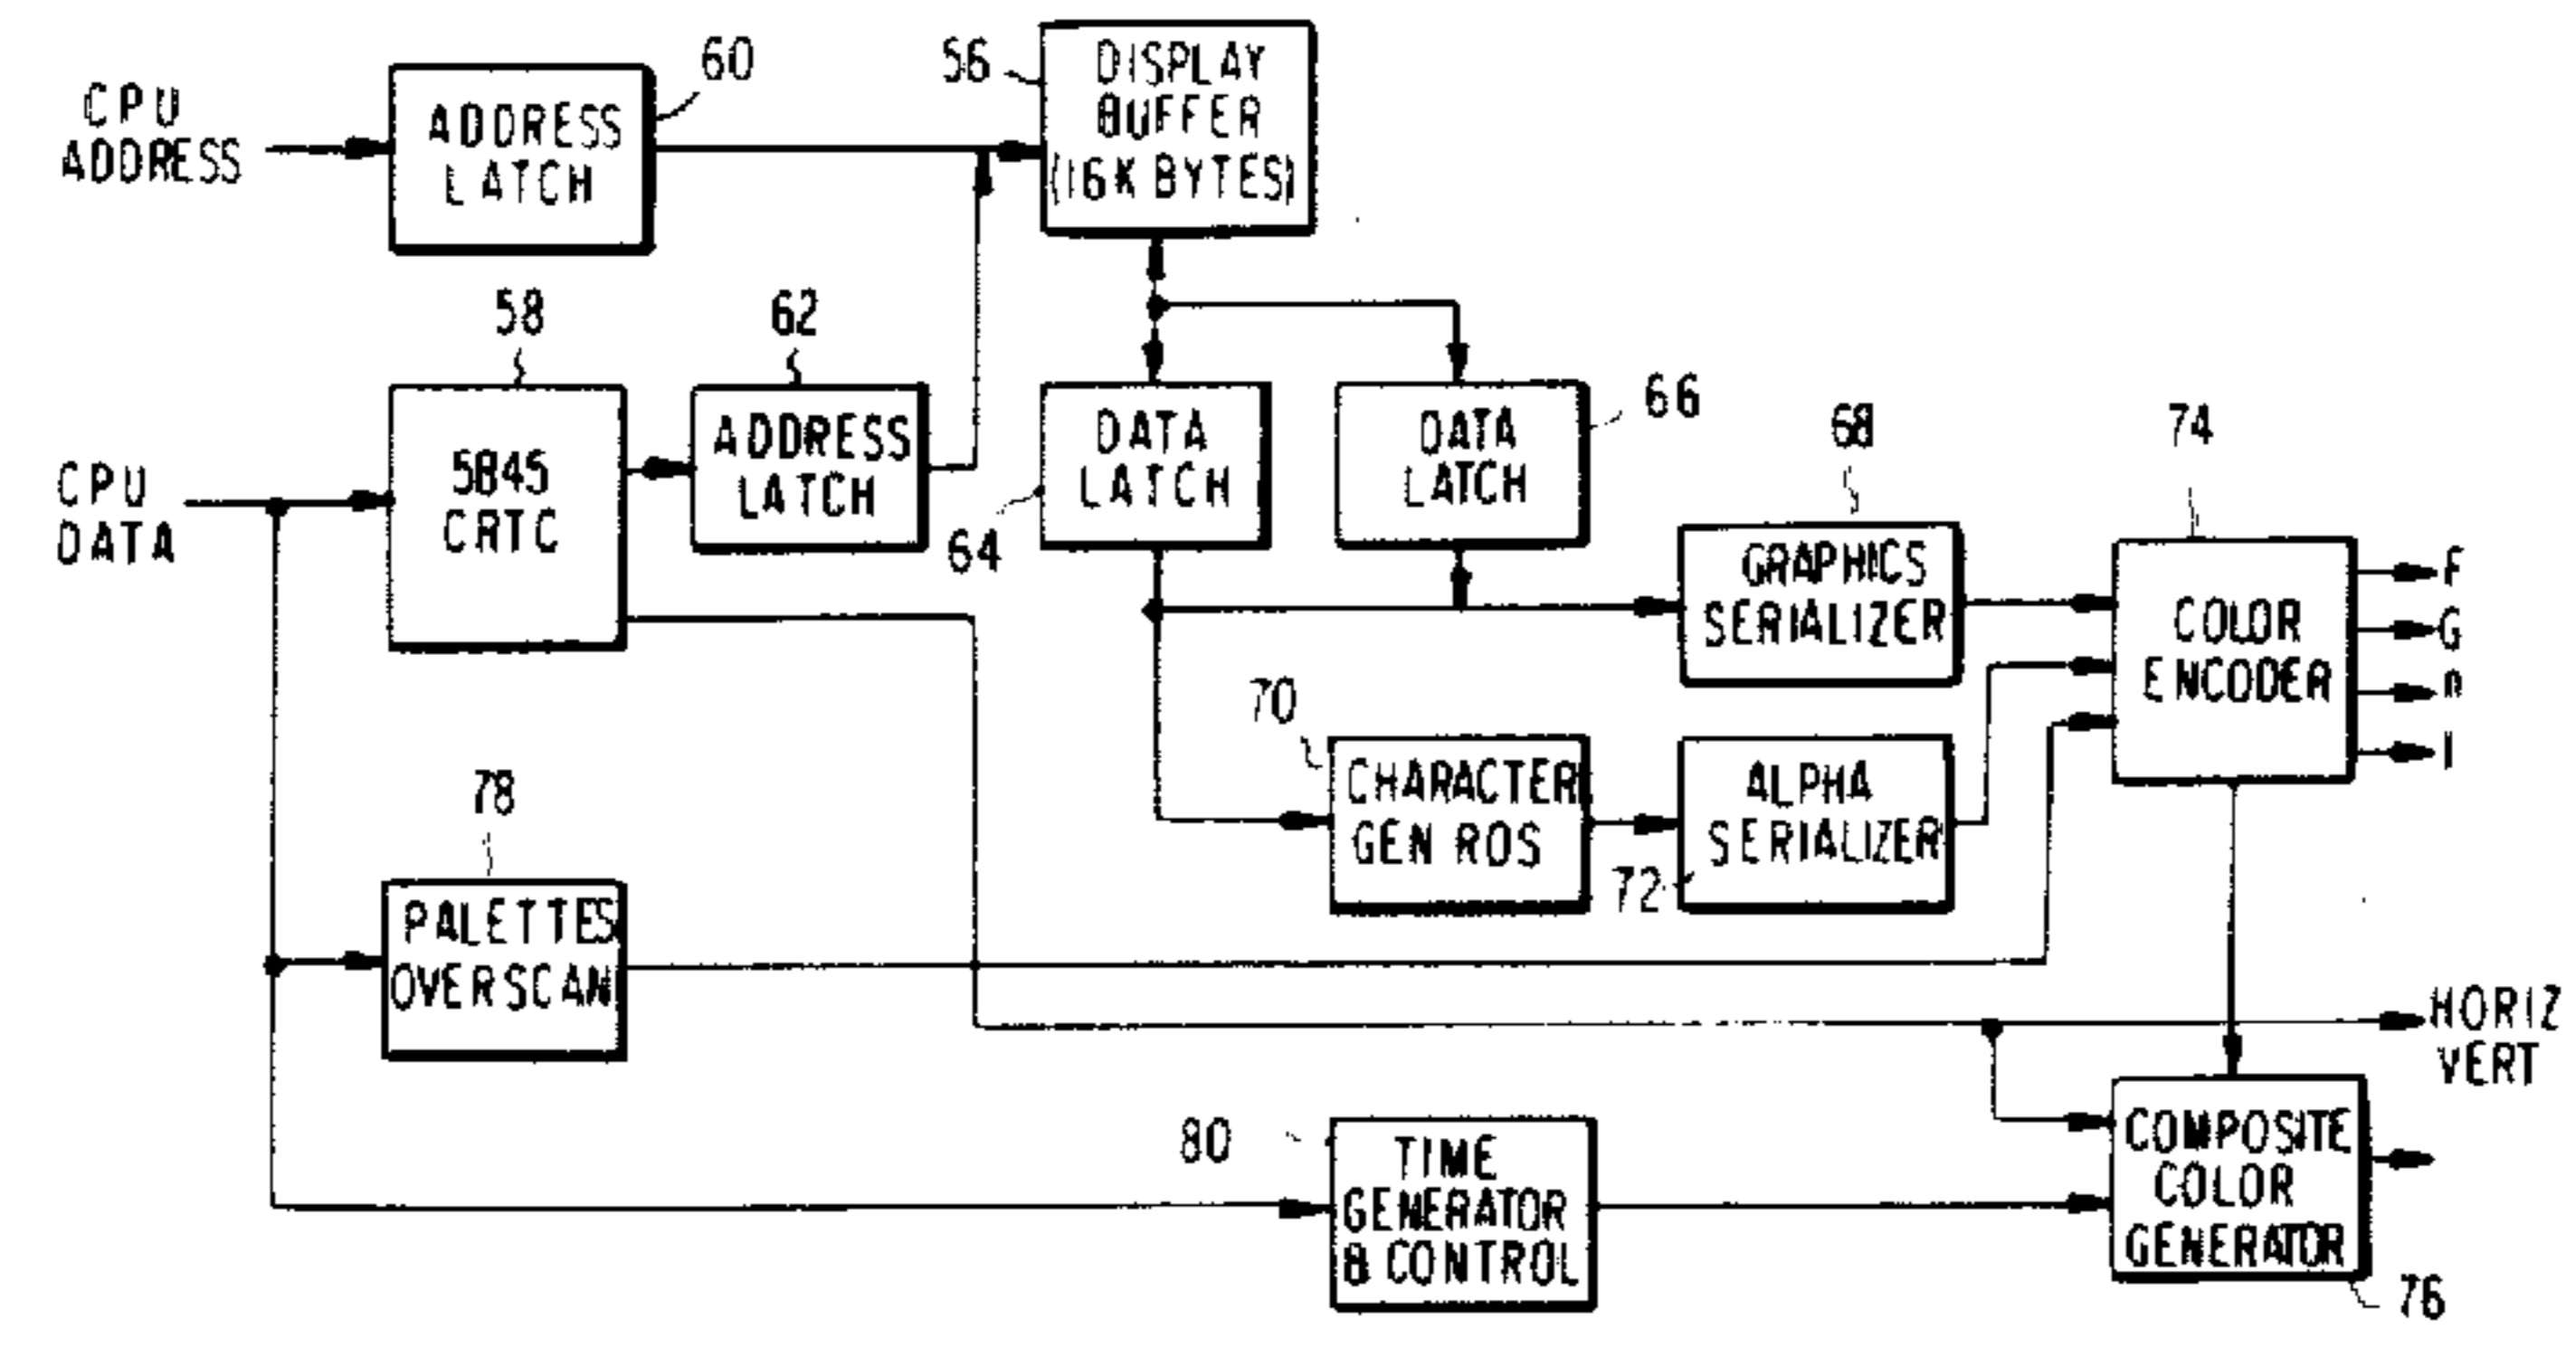 CPU
ADDRESS
ADDRESS
LATCH
60
56
DISPLAY
BUFFER
(16K BYTES)
58
62
CPU
DATA
5845
CRTC
ADDRESS
LATCH
DATA
LATCH
64
DATA
LATCH
66
68
GRAPHICS
SERIALIZER
74
COLOR
ENCODER
G
I
70
CHARACTER
GEN ROS
ALPHA
SERIALIZER
72
78
PALETTES
OVERSCAN
HORIZ
VERT
80
TIME
GENERATOR
& CONTROL
COMPOSITE
COLOR
GENERATOR
76